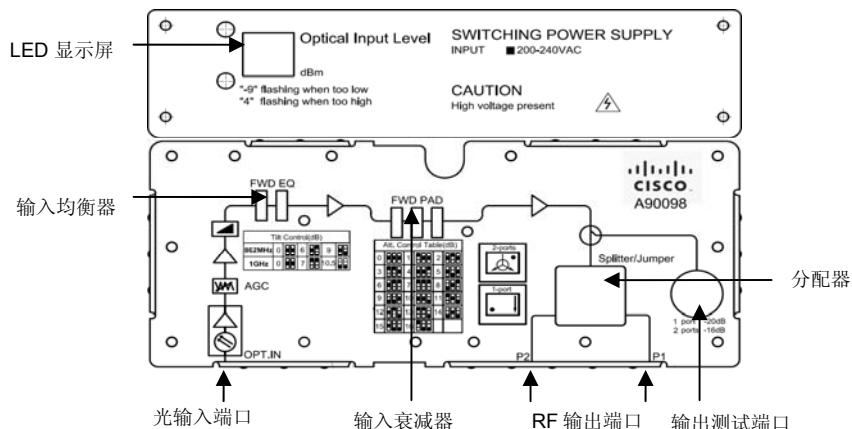 LED 显示屏
Optical Input Level
dBm
"-9" flashing when too low
"4" flashing when too high
SWITCHING POWER SUPPLY
INPUT ■200-240VAC
CAUTION
High voltage present
输入均衡器
FWD EQ
FWD PAD
CISCO
A90098
Tilt Control(dB)
862MHz 0 6 9
1GHz 0 7 10.5
Att. Control Table(dB)
0 1 2
3 4 5
6 7 8
9 10 11
12 13 14
15 16
2-ports
1-port
Splitter/Jumper
分配器
AGC
1 port -20dB
2 ports -16dB
OPT.IN
P2
P1
光输入端口
输入衰减器
RF 输出端口
输出测试端口